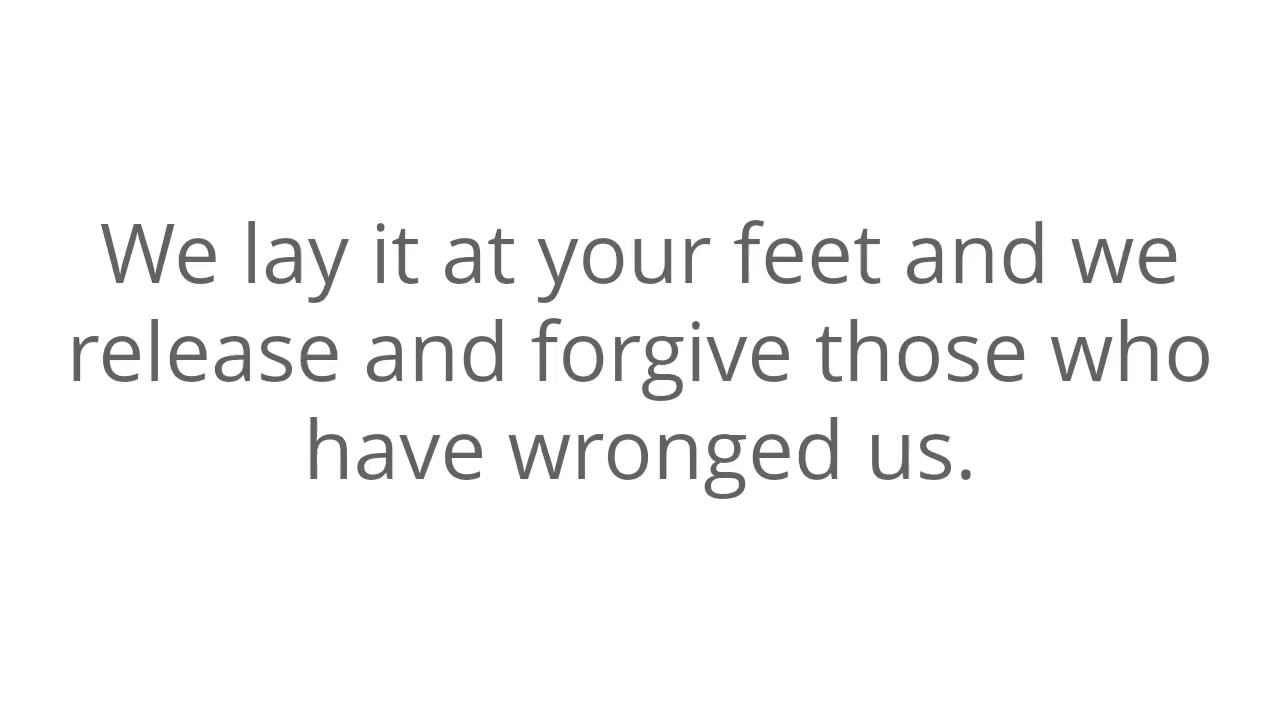 We lay it at your feet and we
release and forgive those who
have wronged us.